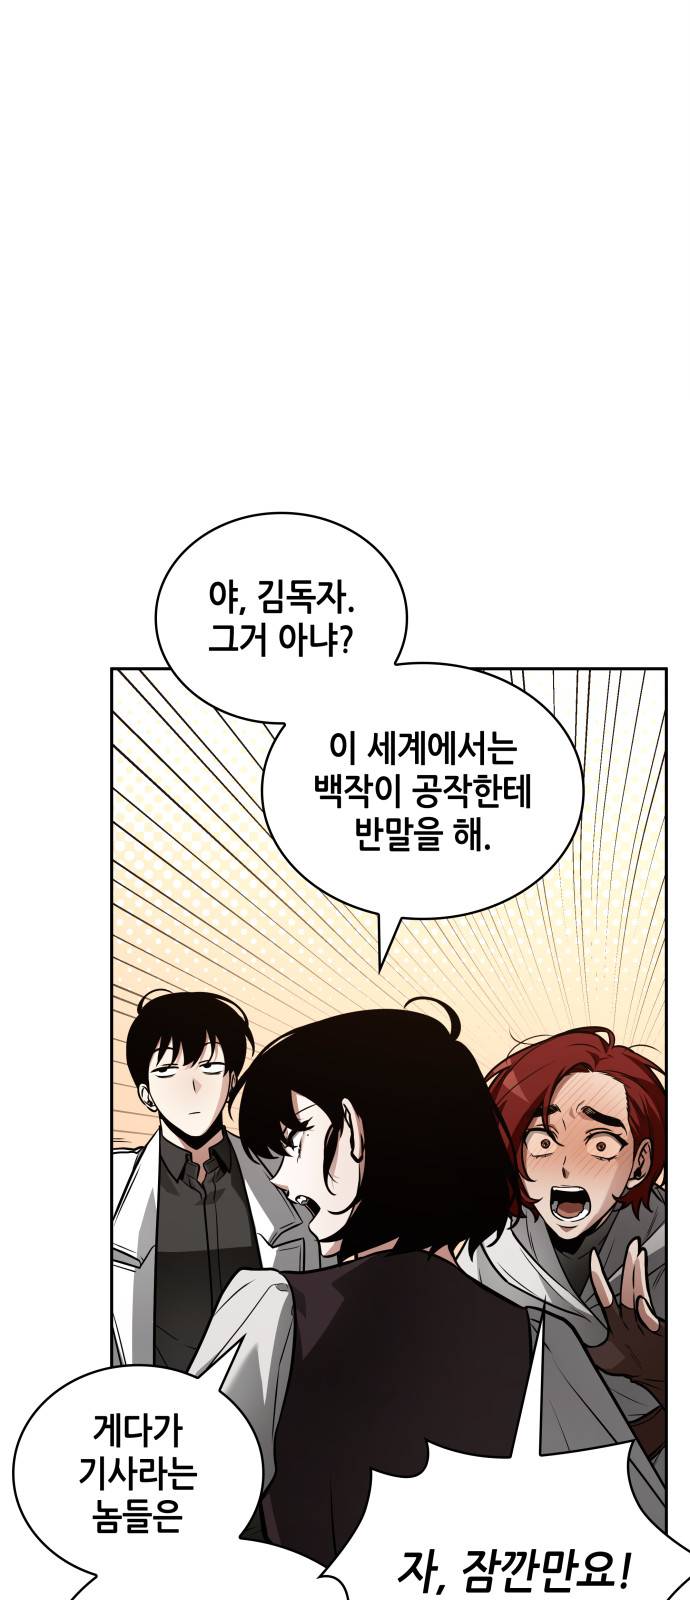 야, 김독자.
그거 아냐?
이 세계에서는
백작이 공작한테
반말을 해.
게다가
기사라는
놈들은
자, 잠깐만요!